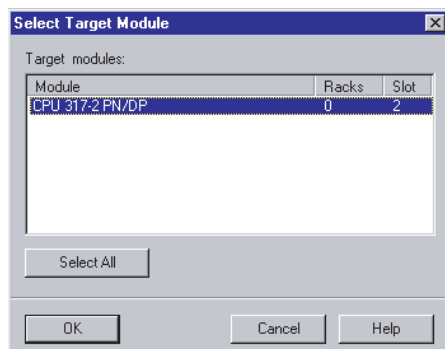 Select Target Module
Target modules:
Module Racks Slot
CPU 317-2 PN/DP 0 2
Select All
OK Cancel Help